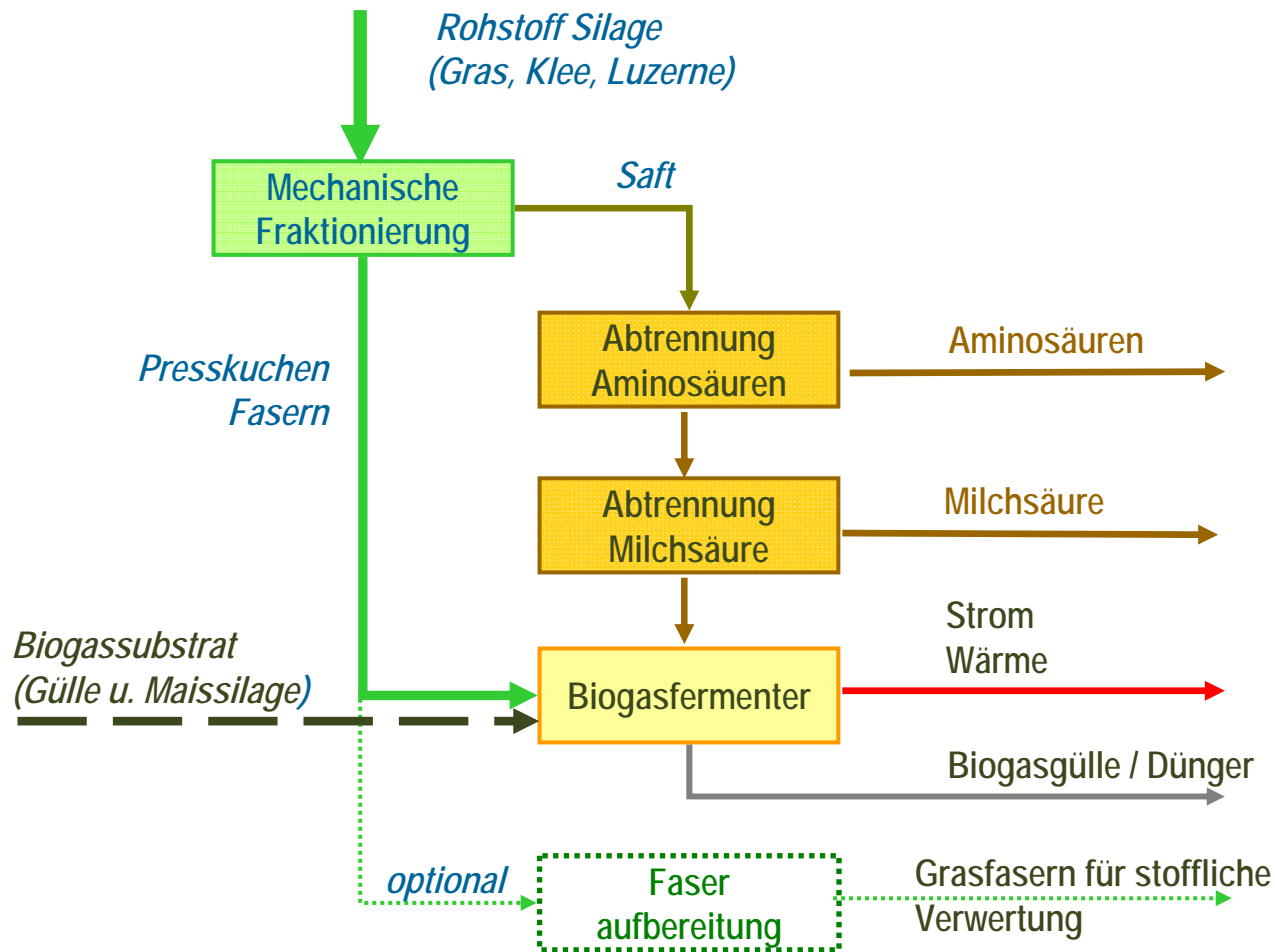 Rohstoff Silage
(Gras, Klee, Luzerne)
Mechanische
Fraktionierung
Saft
Abtrennung
Aminosäuren
Aminosäuren
Presskuchen
Fasern
Abtrennung
Milchsäure
Milchsäure
Biogassubstrat
(Gülle u. Maissilage)
Biogasfermenter
Strom
Wärme
Biogasgülle / Dünger
optional
Faser
aufbereitung
Grasfasern für stoffliche
Verwertung